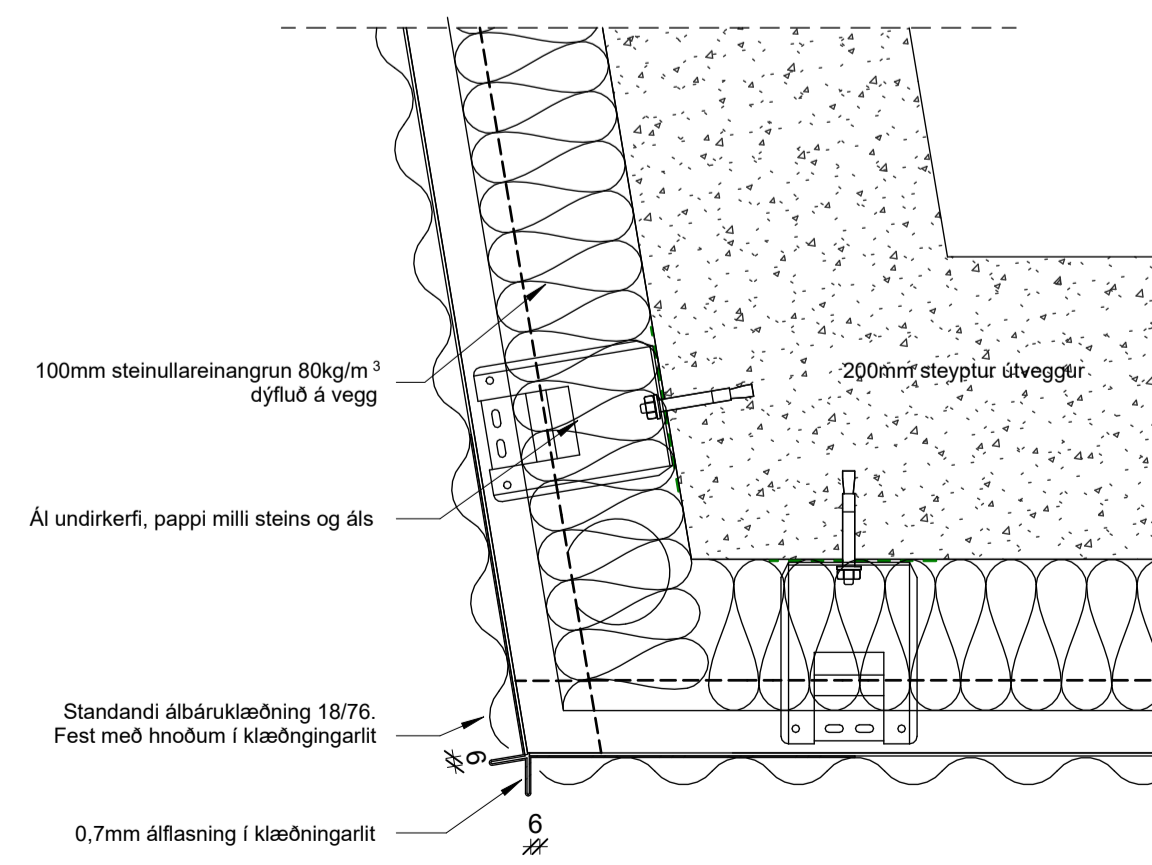 100mm steinullareinangrun 80kg/m³
dýfluð á vegg
200mm steyptur útveggur
Ál undirkerfi, pappi milli steins og áls
Standandi álbáruklæðning 18/76.
Fest með hnoðum í klæðngingarlit
6
0,7mm álflasning í klæðningarlit
6